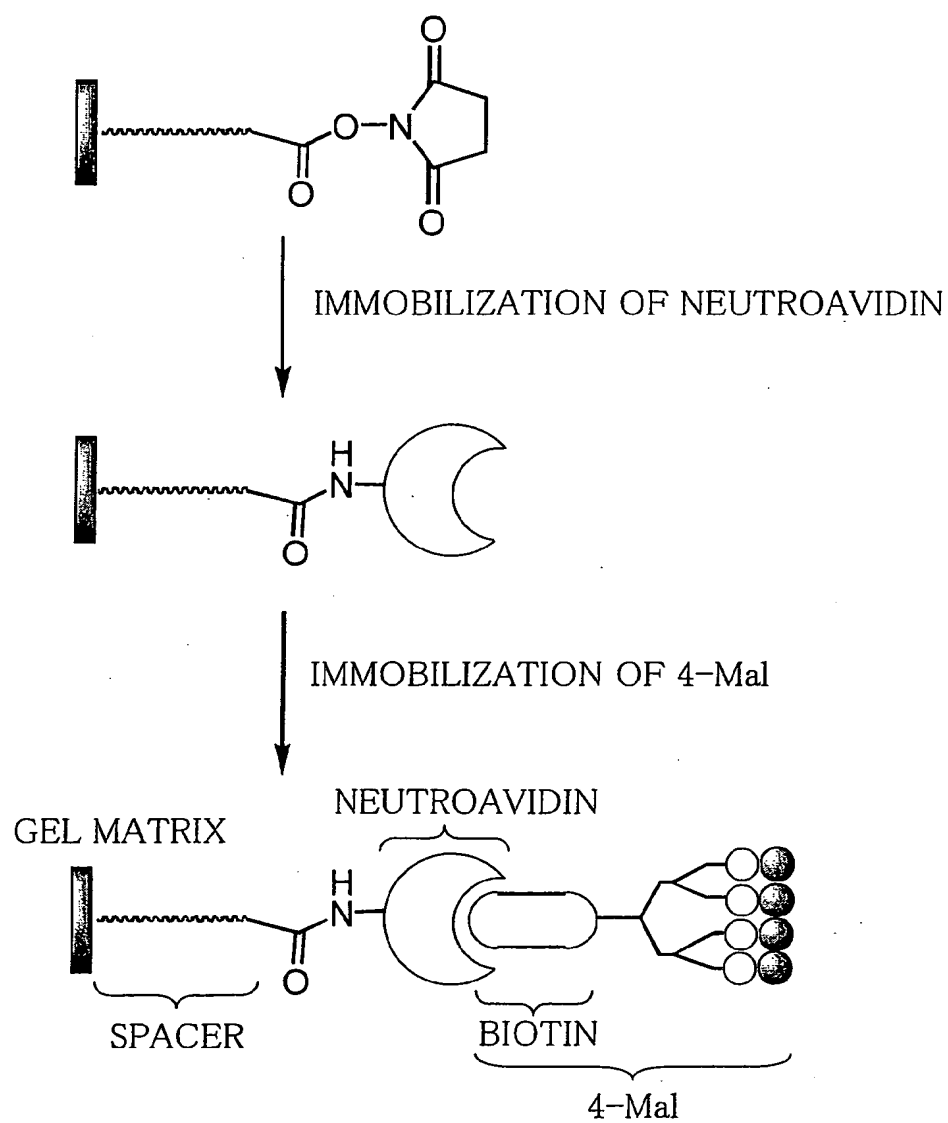 O
O
N
O
O
IMMOBILIZATION OF NEUTROAVIDIN
H
N
O
IMMOBILIZATION OF 4-Mal
NEUTROAVIDIN
GEL MATRIX
H
N
O
SPACER
BIOTIN
4-Mal